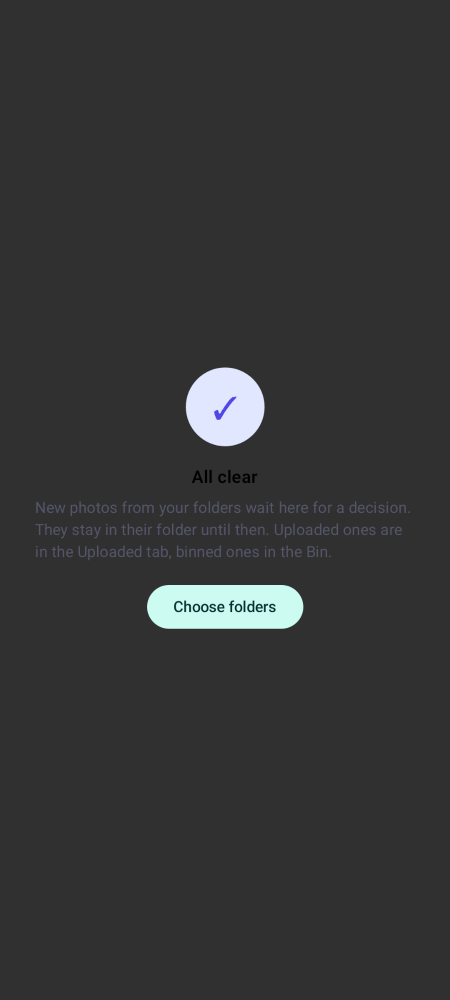 ✓
All clear
New photos from your folders wait here for a decision.
They stay in their folder until then. Uploaded ones are
in the Uploaded tab, binned ones in the Bin.
Choose folders